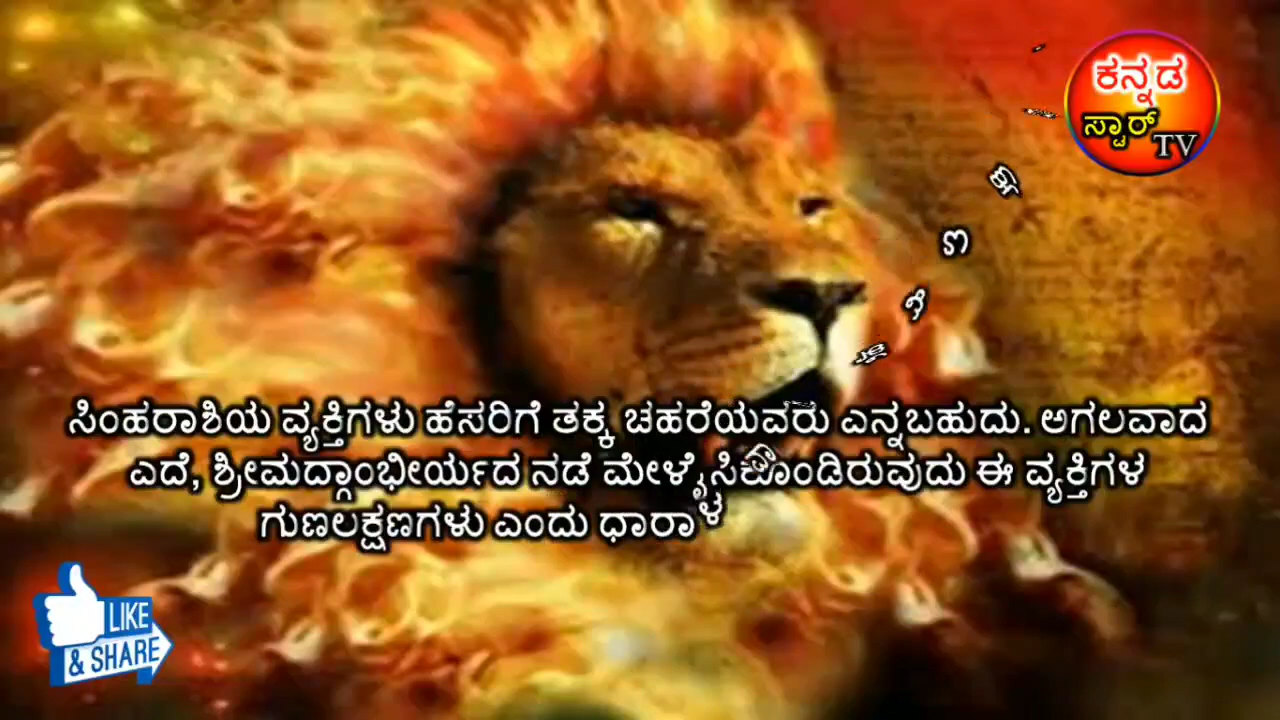 ಕನ್ನಡ
ಸ್ಟಾರ್
TV
ಸಿಂಹರಾಶಿಯ ವ್ಯಕ್ತಿಗಳು ಹೆಸರಿಗೆ ತಕ್ಕ ಚಹರೆಯವರು ಎನ್ನಬಹುದು. ಅಗಲವಾದ
ಎದೆ, ಶ್ರೀಮದ್ಗಾಂಭೀರ್ಯದ ನಡೆ ಮೇಳೈಸಿಕೊಂಡಿರುವುದು ಈ ವ್ಯಕ್ತಿಗಳ
ಗುಣಲಕ್ಷಣಗಳು ಎಂದು ಧಾರಾಳ
LIKE
& SHARE